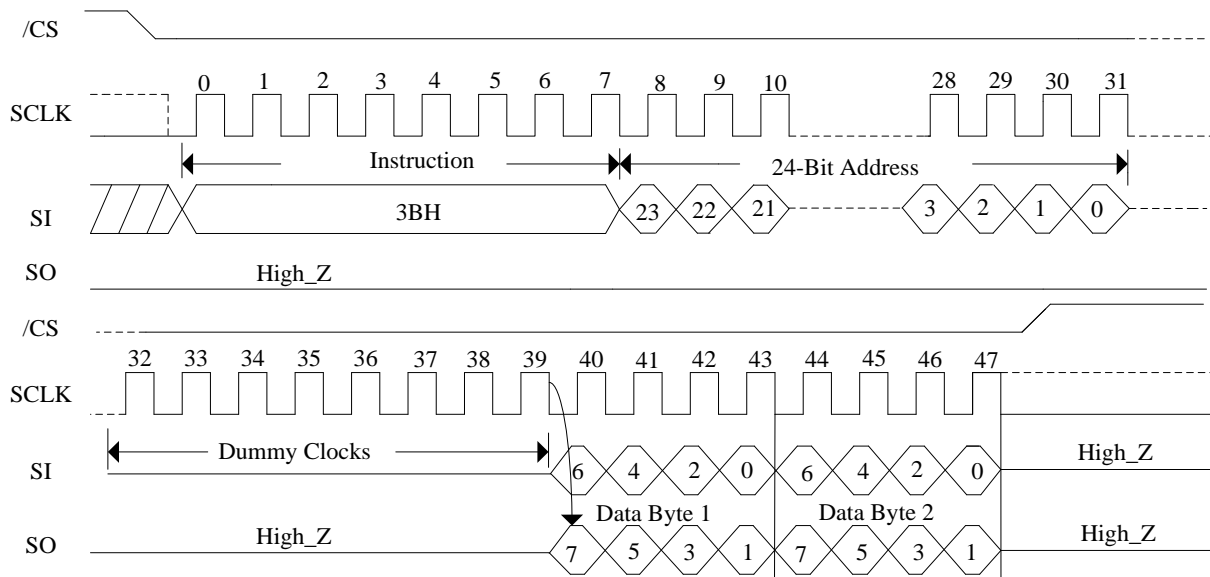 /CS
0 1 2 3 4 5 6 7 8 9 10 28 29 30 31
SCLK
Instruction 24-Bit Address
SI 3BH 23 22 21 3 2 1 0
SO High_Z
/CS
32 33 34 35 36 37 38 39 40 41 42 43 44 45 46 47
SCLK
Dummy Clocks
SI 6 4 2 0 6 4 2 0 High_Z
Data Byte 1 Data Byte 2
SO High_Z 7 5 3 1 7 5 3 1 High_Z